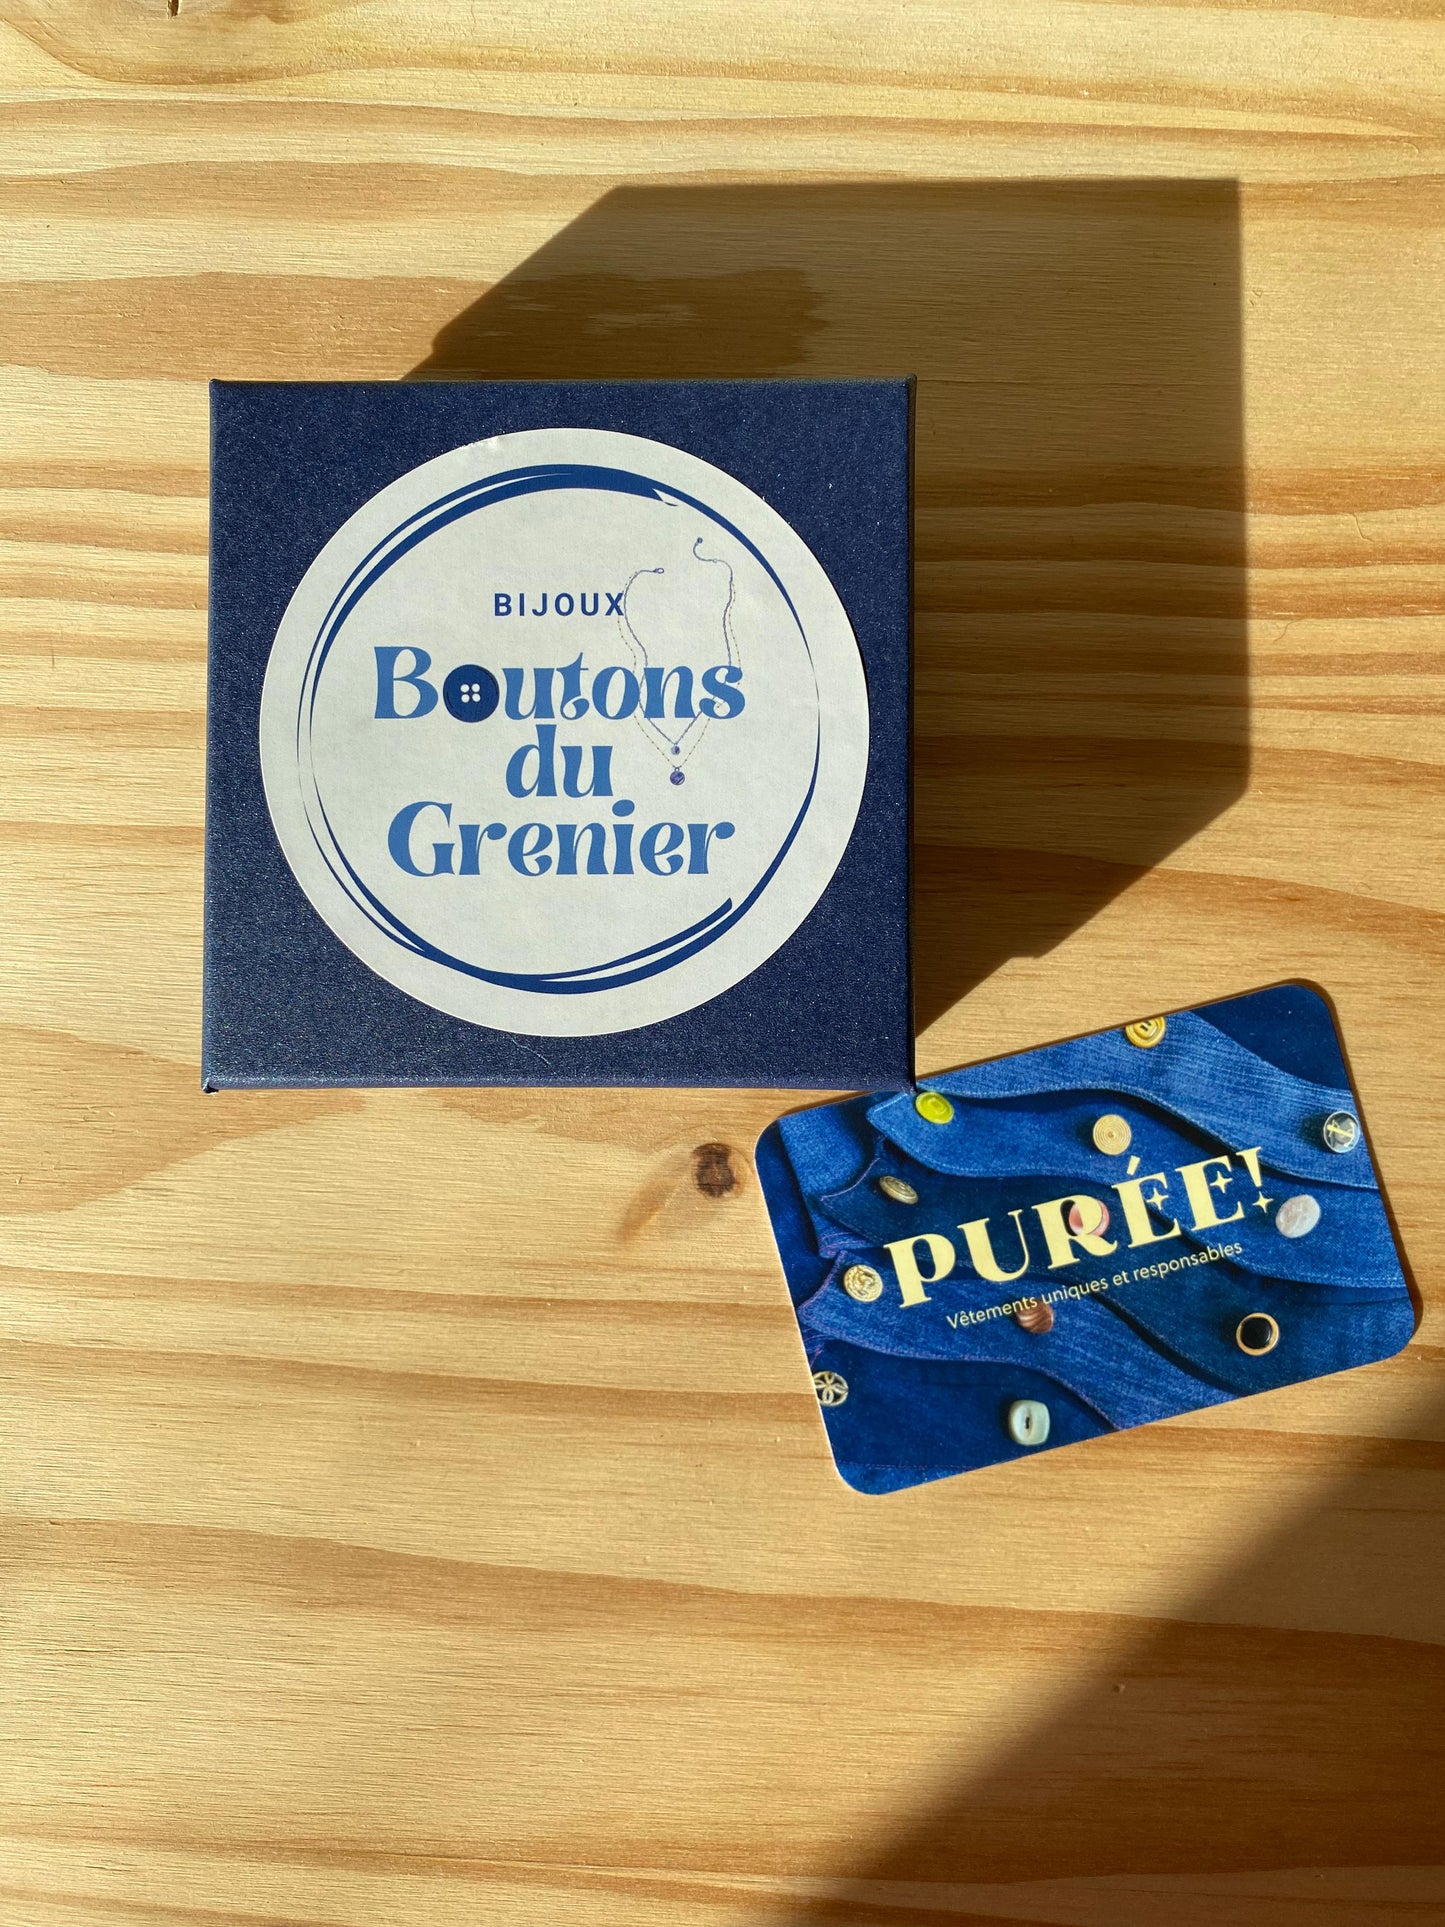 BIJOUX
Boutons
du
Grenier
PURÉE!
Vêtements uniques et responsables